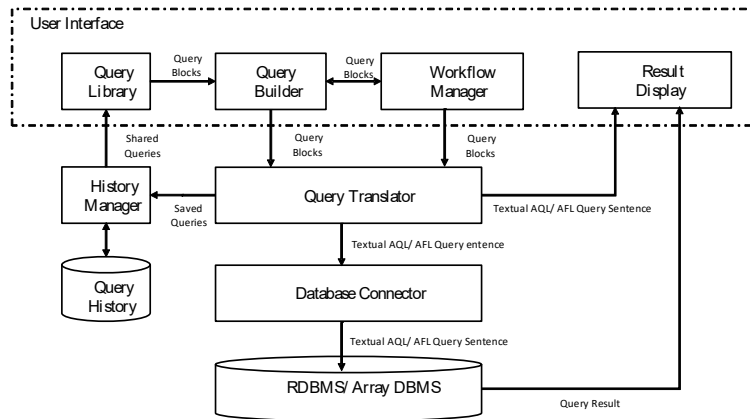 User Interface
Query
Library
Query
Blocks
Query
Builder
Query
Blocks
Workflow
Manager
Result
Display
Shared
Queries
Query
Blocks
Query
Blocks
History
Manager
Saved
Queries
Query Translator
Textual AQL/ AFL Query Sentence
Textual AQL/ AFL Query entence
Query
History
Database Connector
Textual AQL/ AFL Query Sentence
RDBMS/ Array DBMS
Query Result